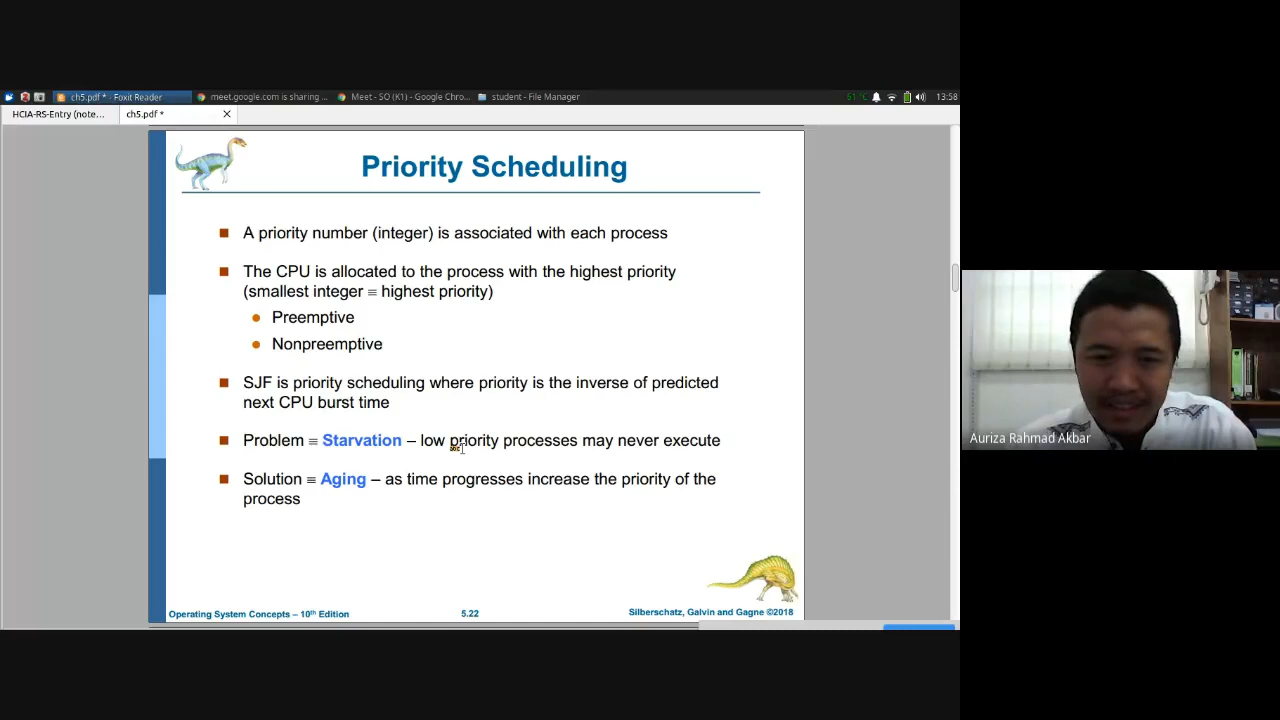 ch5.pdf * - Foxit Reader
meet.google.com is sharing ...
Meet - SO (K1) - Google Chro...
student - File Manager
51°C
13:58
HCIA-RS-Entry (note...
ch5.pdf *
Priority Scheduling
A priority number (integer) is associated with each process
The CPU is allocated to the process with the highest priority
(smallest integer ≡ highest priority)
Preemptive
Nonpreemptive
SJF is priority scheduling where priority is the inverse of predicted
next CPU burst time
Problem ≡ Starvation – low priority processes may never execute
Solution ≡ Aging – as time progresses increase the priority of the
process
Operating System Concepts – 10th Edition
5.22
Silberschatz, Galvin and Gagne ©2018
Auriza Rahmad Akbar